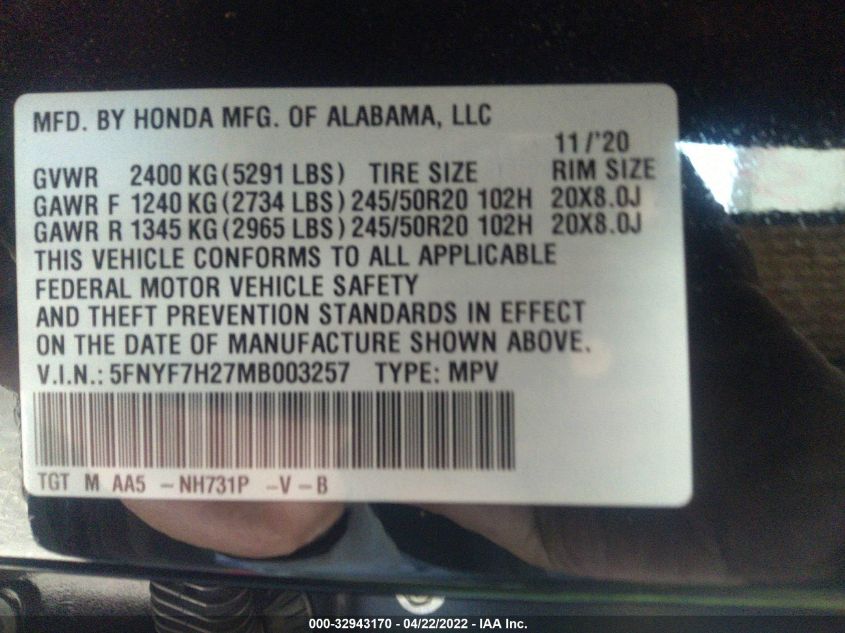 MFD. BY HONDA MFG. OF ALABAMA, LLC
11/'20
GVWR 2400 KG (5291 LBS) TIRE SIZE RIM SIZE
GAWR F 1240 KG (2734 LBS) 245/50R20 102H 20X8.0J
GAWR R 1345 KG (2965 LBS) 245/50R20 102H 20X8.0J
THIS VEHICLE CONFORMS TO ALL APPLICABLE
FEDERAL MOTOR VEHICLE SAFETY
AND THEFT PREVENTION STANDARDS IN EFFECT
ON THE DATE OF MANUFACTURE SHOWN ABOVE.
V.I.N.: 5FNYF7H27MB003257 TYPE: MPV
TGT M AA5 -NH731P -V-B
000-32943170 - 04/22/2022 - IAA Inc.